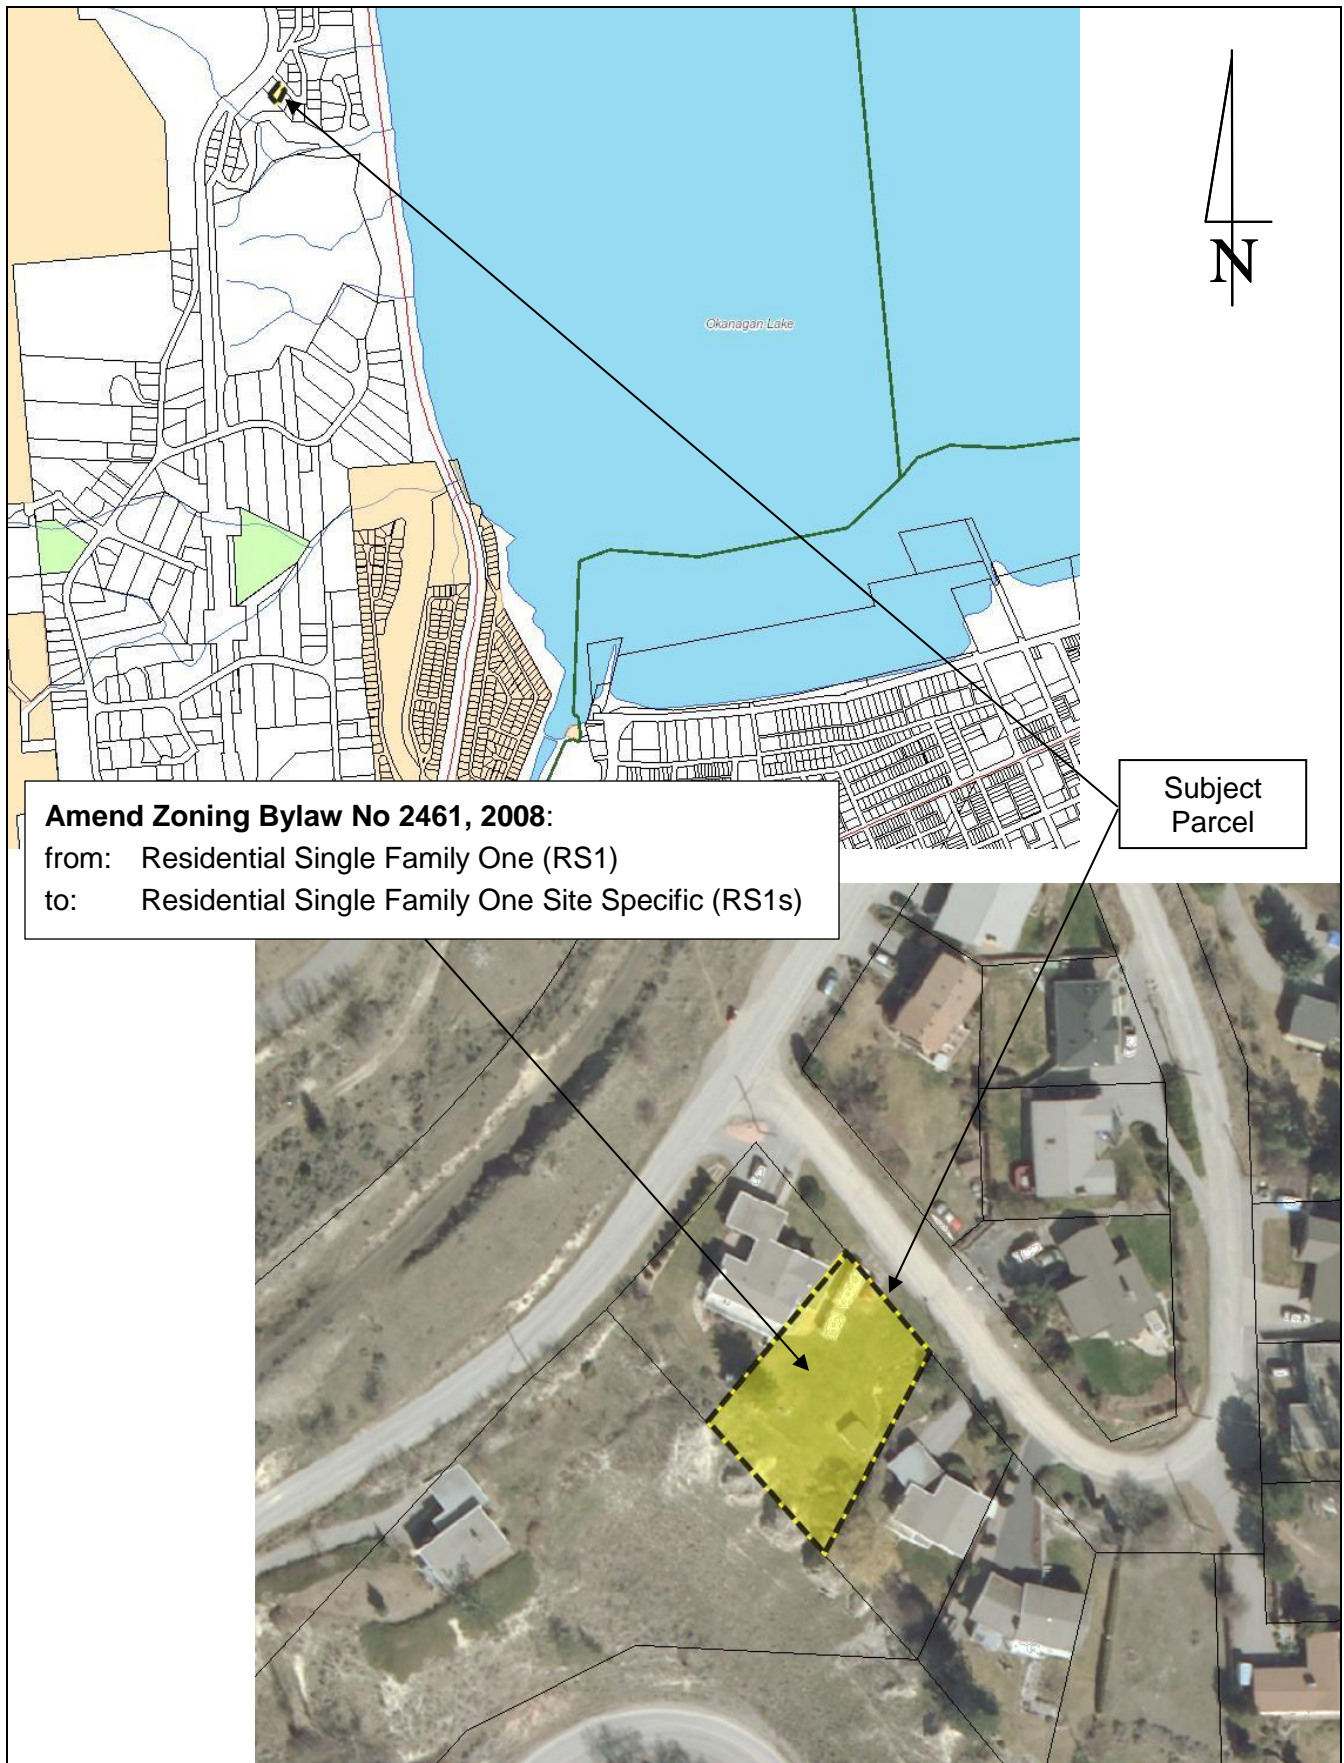 N
Okanagan Lake
Subject
Parcel
Amend Zoning Bylaw No 2461, 2008:
from: Residential Single Family One (RS1)
to: Residential Single Family One Site Specific (RS1s)